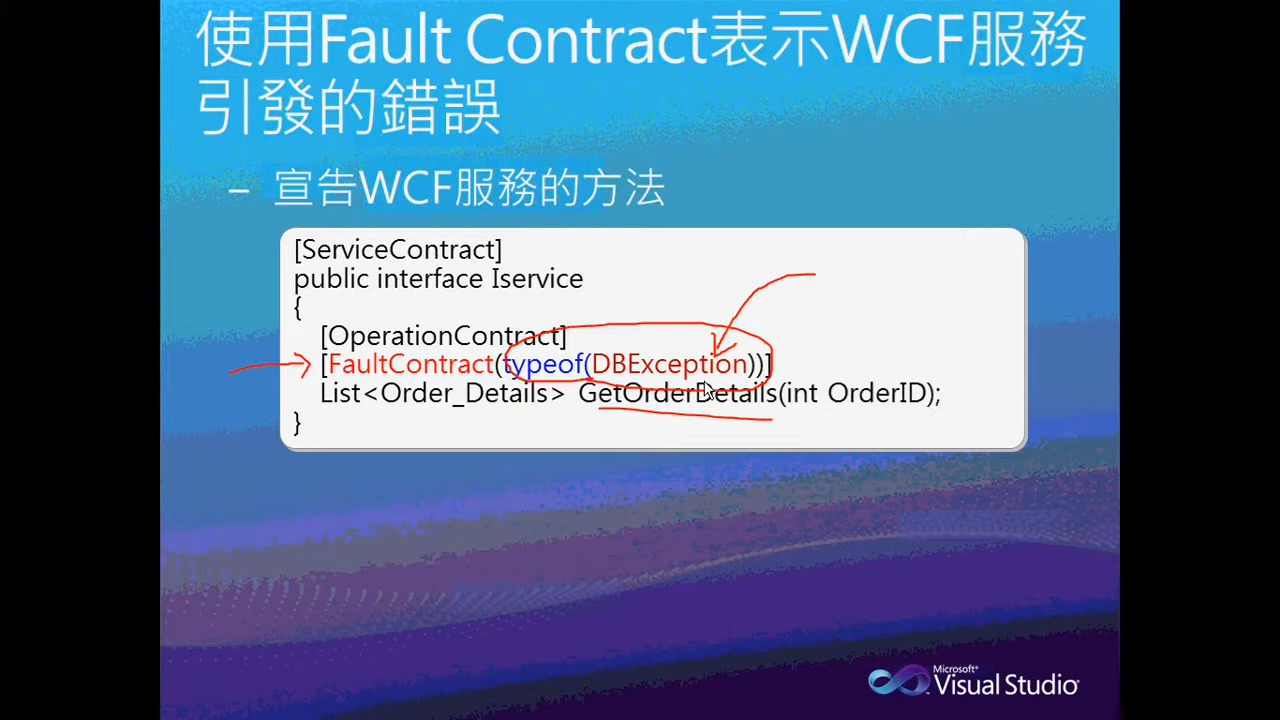 使用Fault Contract表示WCF服務
引發的錯誤
– 宣告WCF服務的方法
[ServiceContract]
public interface Iservice
{
[OperationContract]
[FaultContract(typeof(DBException))]
List<Order_Details> GetOrderDetails(int OrderID);
}
Microsoft®
Visual Studio®